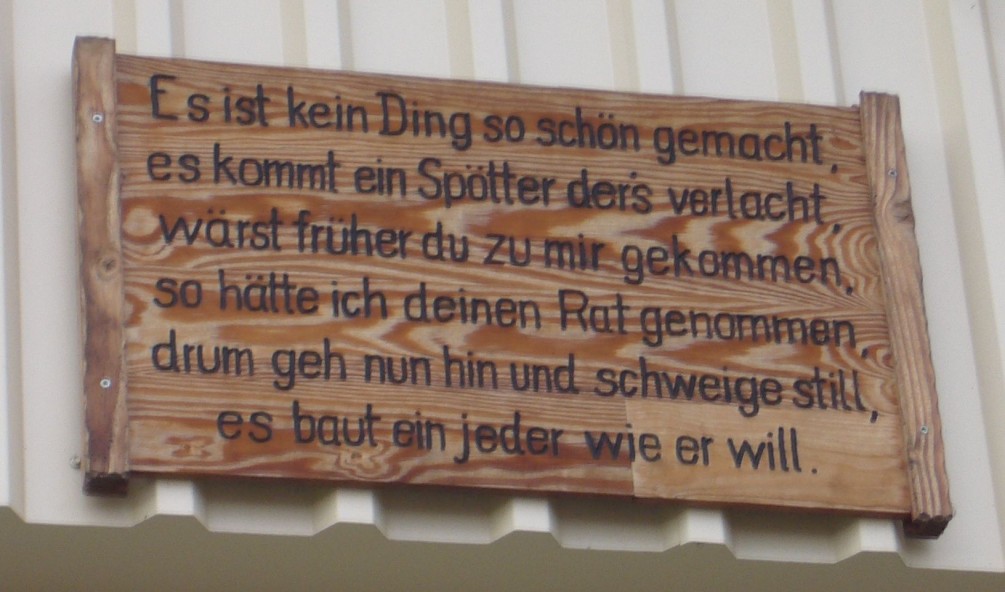 Es ist kein Ding so schön gemacht,
es kommt ein Spötter der's verlacht,
wärst früher du zu mir gekommen,
so hätte ich deinen Rat genommen,
drum geh nun hin und schweige still,
es baut ein jeder wie er will.